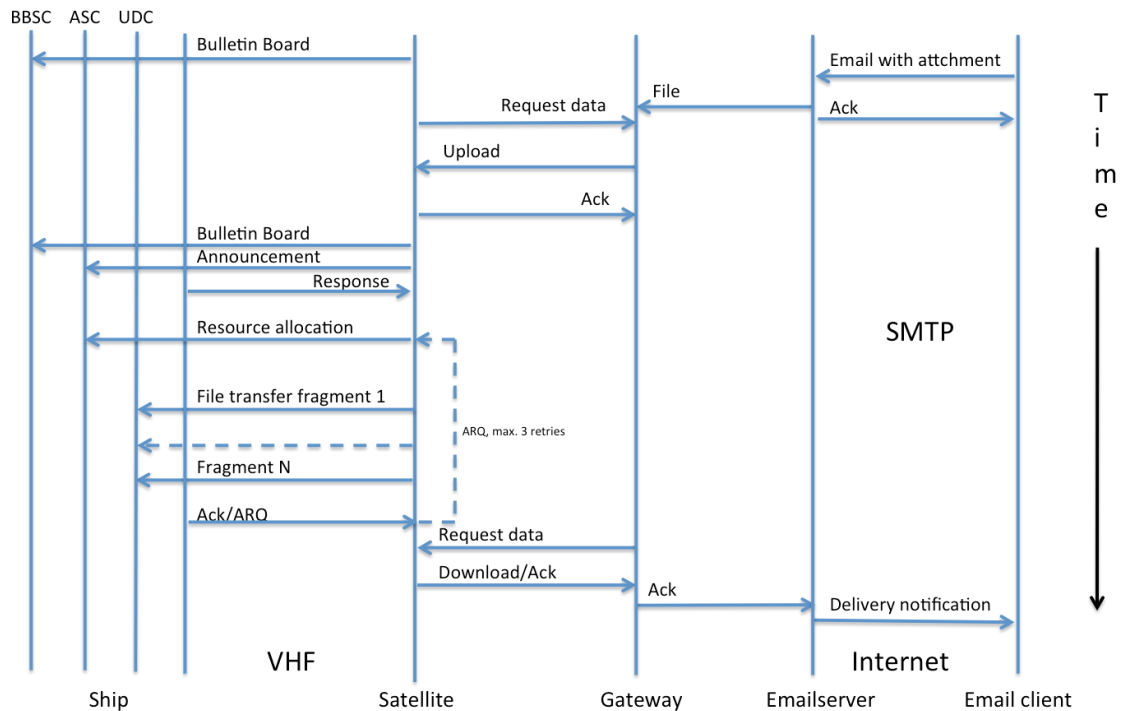 BBSC ASC UDC
Bulletin Board
Email with attchment
File
Request data
Ack
Upload
Ack
Bulletin Board
Announcement
Response
Resource allocation
SMTP
File transfer fragment 1
ARQ, max. 3 retries
Fragment N
Ack/ARQ
Request data
Download/Ack
Ack
Delivery notification
VHF
Internet
Ship
Satellite
Gateway
Emailserver
Email client
T
i
m
e